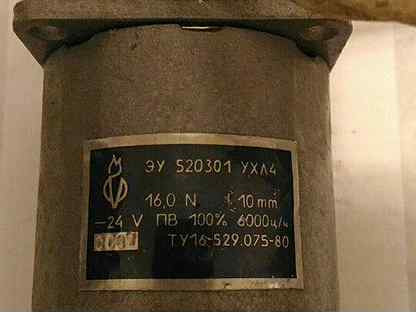 ЭУ 520301 УХЛ4
16,0 N 10 mm
—24 V ПВ 100% 6000ц/ч
ТУ16-529.075-80